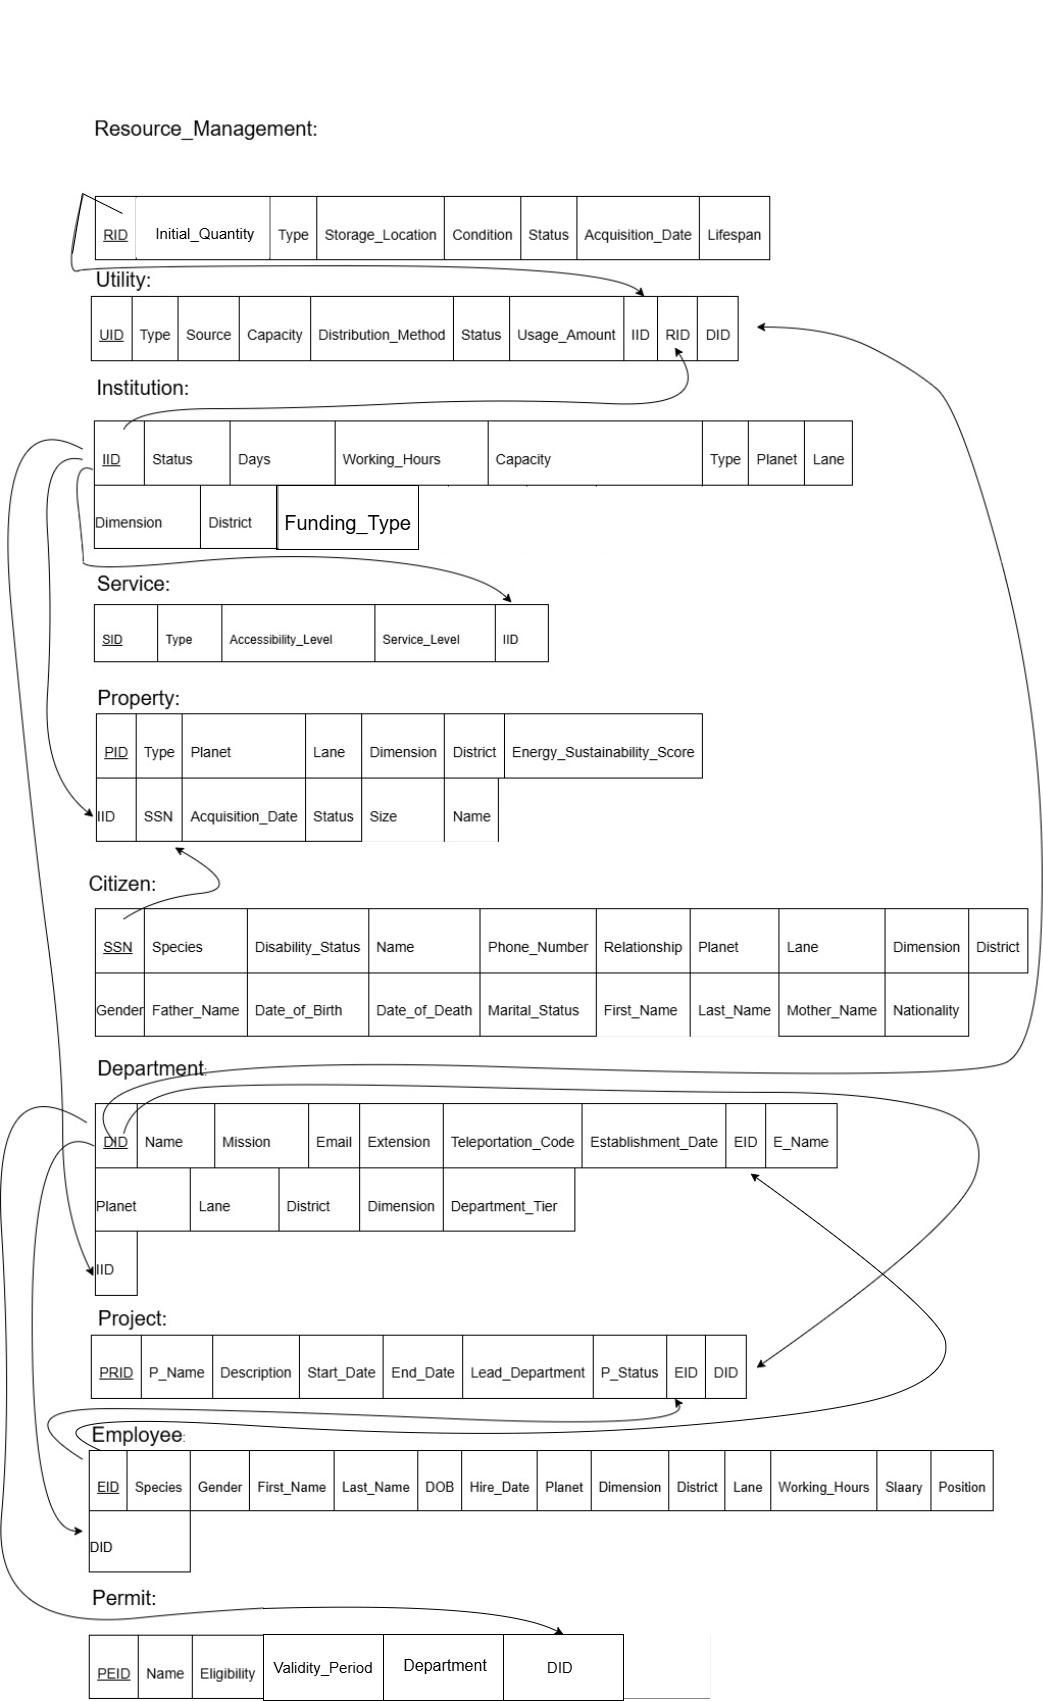 Resource_Management:
RID Initial_Quantity Type Storage_Location Condition Status Acquisition_Date Lifespan
Utility:
UID Type Source Capacity Distribution_Method Status Usage_Amount IID RID DID
Institution:
IID Status Days Working_Hours Capacity Type Planet Lane
Dimension District Funding_Type
Service:
SID Type Accessibility_Level Service_Level IID
Property:
PID Type Planet Lane Dimension District Energy_Sustainability_Score
IID SSN Acquisition_Date Status Size Name
Citizen:
SSN Species Disability_Status Name Phone_Number Relationship Planet Lane Dimension District
Gender Father_Name Date_of_Birth Date_of_Death Marital_Status First_Name Last_Name Mother_Name Nationality
Department:
DID Name Mission Email Extension Teleportation_Code Establishment_Date EID E_Name
Planet Lane District Dimension Department_Tier
IID
Project:
PRID P_Name Description Start_Date End_Date Lead_Department P_Status EID DID
Employee:
EID Species Gender First_Name Last_Name DOB Hire_Date Planet Dimension District Lane Working_Hours Slaary Position
DID
Permit:
PEID Name Eligibility Validity_Period Department DID